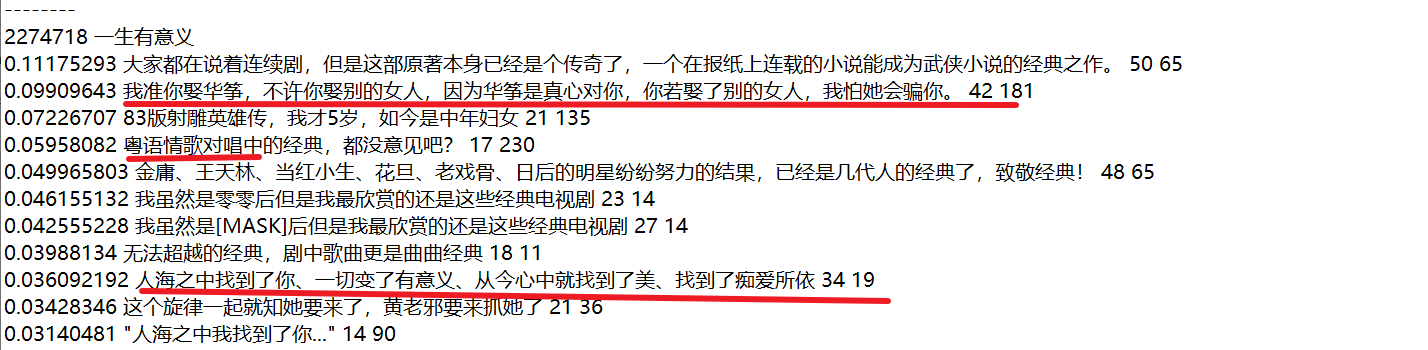 --------
2274718 一生有意义
0.11175293 大家都在说着连续剧，但是这部原著本身已经是个传奇了，一个在报纸上连载的小说能成为武侠小说的经典之作。 50 65
0.09909643 我准你娶华筝，不许你娶别的女人，因为华筝是真心对你，你若娶了别的女人，我怕她会骗你。 42 181
0.07226707 83版射雕英雄传，我才5岁，如今是中年妇女 21 135
0.05958082 粤语情歌对唱中的经典，都没意见吧？ 17 230
0.049965803 金庸、王天林、当红小生、花旦、老戏骨、日后的明星纷纷努力的结果，已经是几代人的经典了，致敬经典！ 48 65
0.046155132 我虽然是零零后但是我最欣赏的还是这些经典电视剧 23 14
0.042555228 我虽然是[MASK]后但是我最欣赏的还是这些经典电视剧 27 14
0.03988134 无法超越的经典，剧中歌曲更是曲曲经典 18 11
0.036092192 人海之中找到了你、一切变了有意义、从今心中就找到了美、找到了痴爱所依 34 19
0.03428346 这个旋律一起就知她要来了，黄老邪要来抓她了 21 36
0.03140481 "人海之中我找到了你..." 14 90